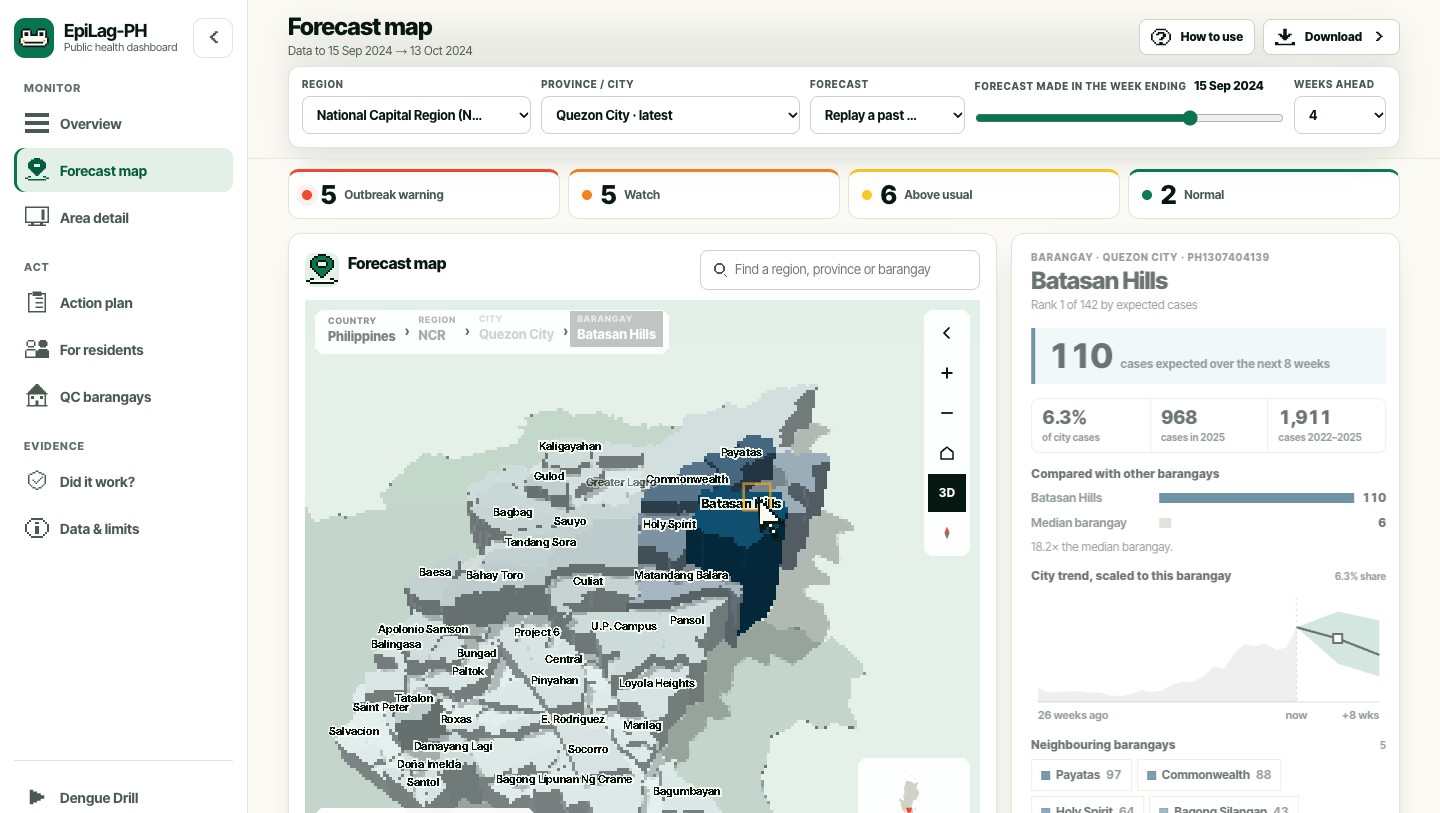 EpiLag-PH
Public health dashboard
MONITOR
Overview
Forecast map
Area detail
ACT
Action plan
For residents
QC barangays
EVIDENCE
Did it work?
Data & limits
Dengue Drill
Forecast map
Data to 15 Sep 2024 → 13 Oct 2024
How to use
Download
REGION
National Capital Region (N...
PROVINCE / CITY
Quezon City · latest
FORECAST
Replay a past ...
FORECAST MADE IN THE WEEK ENDING 15 Sep 2024
WEEKS AHEAD
4
5 Outbreak warning
5 Watch
6 Above usual
2 Normal
Forecast map
Find a region, province or barangay
COUNTRY
Philippines
REGION
NCR
CITY
Quezon City
BARANGAY
Batasan Hills
3D
Kaligayahan
Payatas
Gulod
Greater Lagro
Commonwealth
Batasan Hills
Bagbag
Sauyo
Holy Spirit
Tandang Sora
Baesa
Bahay Toro
Culiat
Matandang Balara
Apolonio Samson
Project 6
U.P. Campus
Pansol
Balingasa
Bungad
Central
Paltok
Pinyahan
Loyola Heights
Tatalon
Saint Peter
Roxas
E. Rodriguez
Marilag
Salvacion
Damayang Lagi
Socorro
Doña Imelda
Santol
Bagong Lipunan Ng Crame
Bagumbayan
BARANGAY · QUEZON CITY · PH1307404139
Batasan Hills
Rank 1 of 142 by expected cases
110 cases expected over the next 8 weeks
6.3%
of city cases
968
cases in 2025
1,911
cases 2022–2025
Compared with other barangays
Batasan Hills 110
Median barangay 6
18.2× the median barangay.
City trend, scaled to this barangay 6.3% share
26 weeks ago now +8 wks
Neighbouring barangays 5
Payatas 97
Commonwealth 88
Holy Spirit 64
Bagong Silangan 43